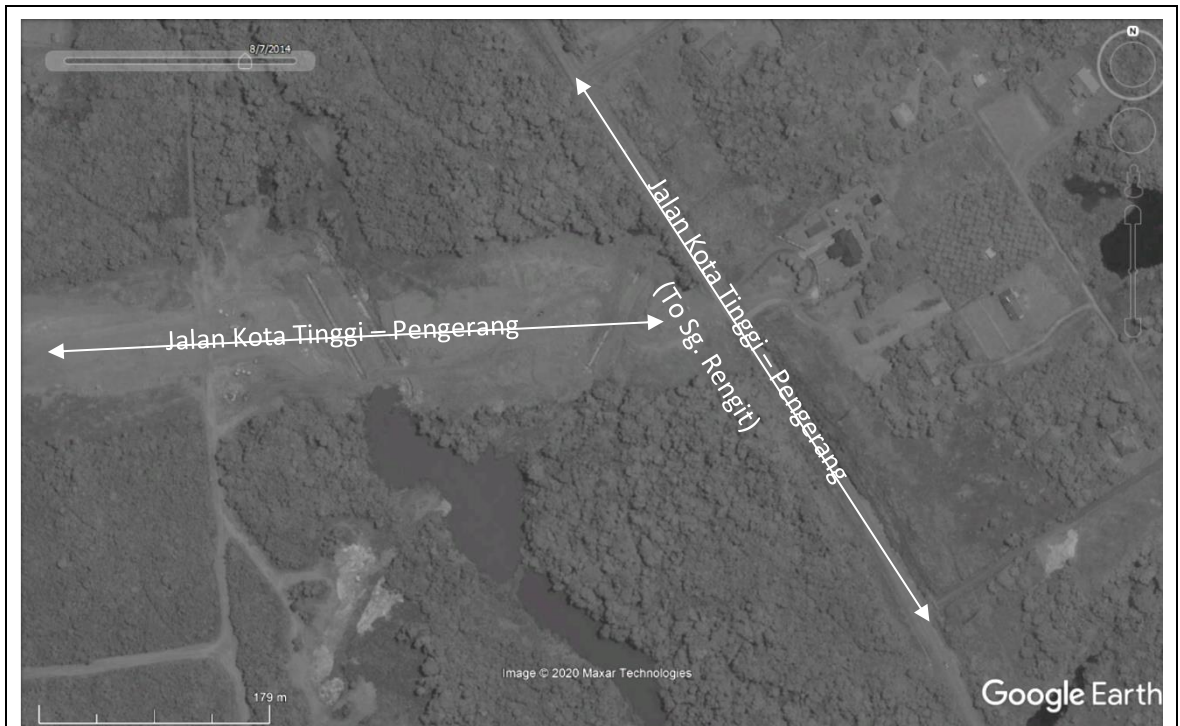 8/7/2014
N
Jalan Kota Tinggi – Pengerang
(To Sg. Rengit)
Jalan Kota Tinggi – Pengerang
Image © 2020 Maxar Technologies
179 m
Google Earth